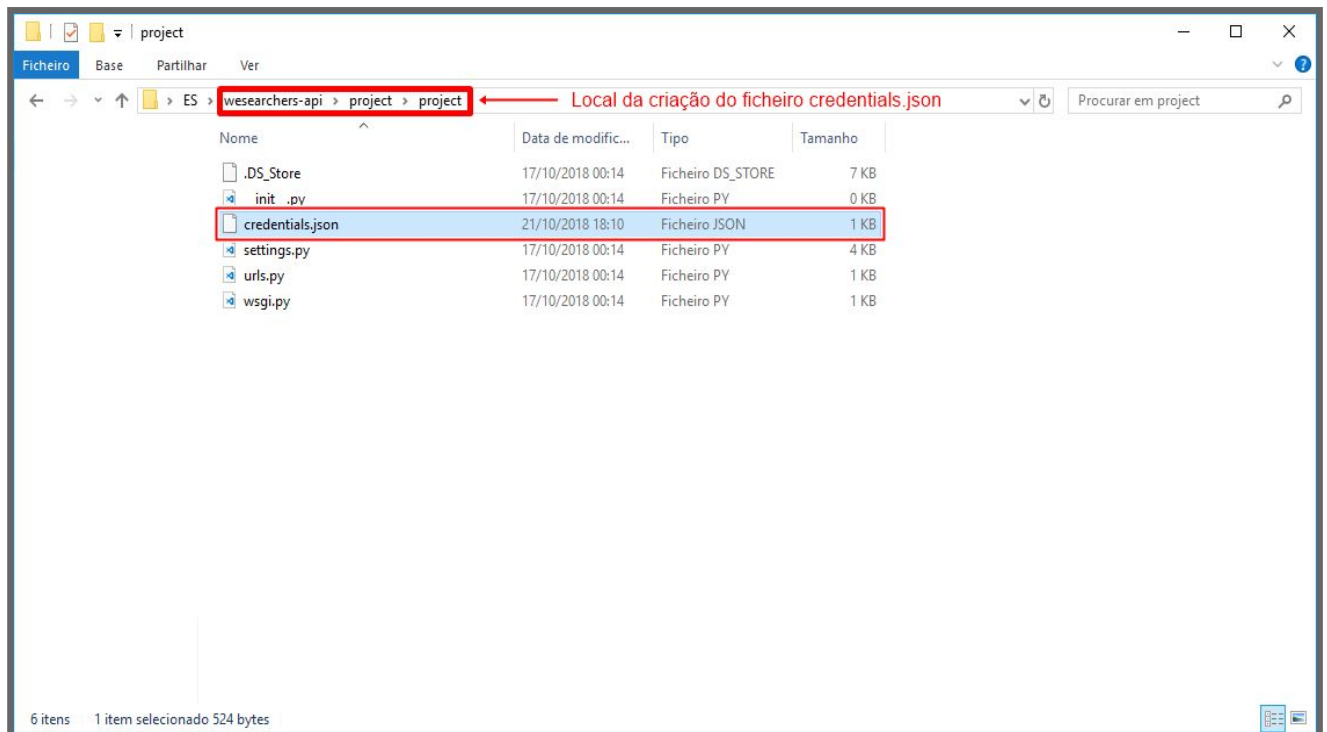 project
Ficheiro Base Partilhar Ver
ES wesearchers-api project project Local da criação do ficheiro credentials.json Procurar em project
Nome Data de modific... Tipo Tamanho
.DS_Store 17/10/2018 00:14 Ficheiro DS_STORE 7 KB
__init__.py 17/10/2018 00:14 Ficheiro PY 0 KB
credentials.json 21/10/2018 18:10 Ficheiro JSON 1 KB
settings.py 17/10/2018 00:14 Ficheiro PY 4 KB
urls.py 17/10/2018 00:14 Ficheiro PY 1 KB
wsgi.py 17/10/2018 00:14 Ficheiro PY 1 KB
6 itens 1 item selecionado 524 bytes